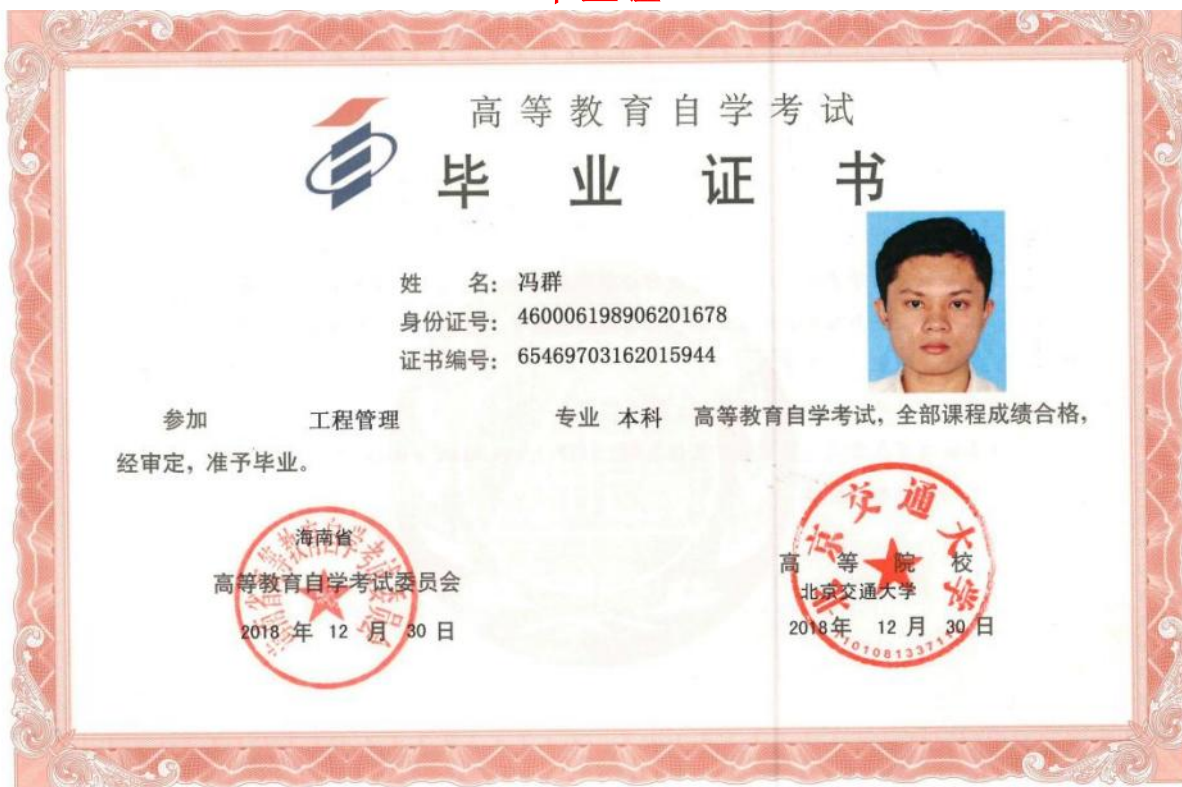 高等教育自学考试
毕业证书
姓 名：冯群
身份证号：460006198906201678
证书编号：65469703162015944
参加 工程管理 专业 本科 高等教育自学考试，全部课程成绩合格，
经审定，准予毕业。
海南省
高等教育自学考试委员会
2018 年 12 月 30 日
北京交通大学
高等院校
北京交通大学
2018年 12 月 30 日